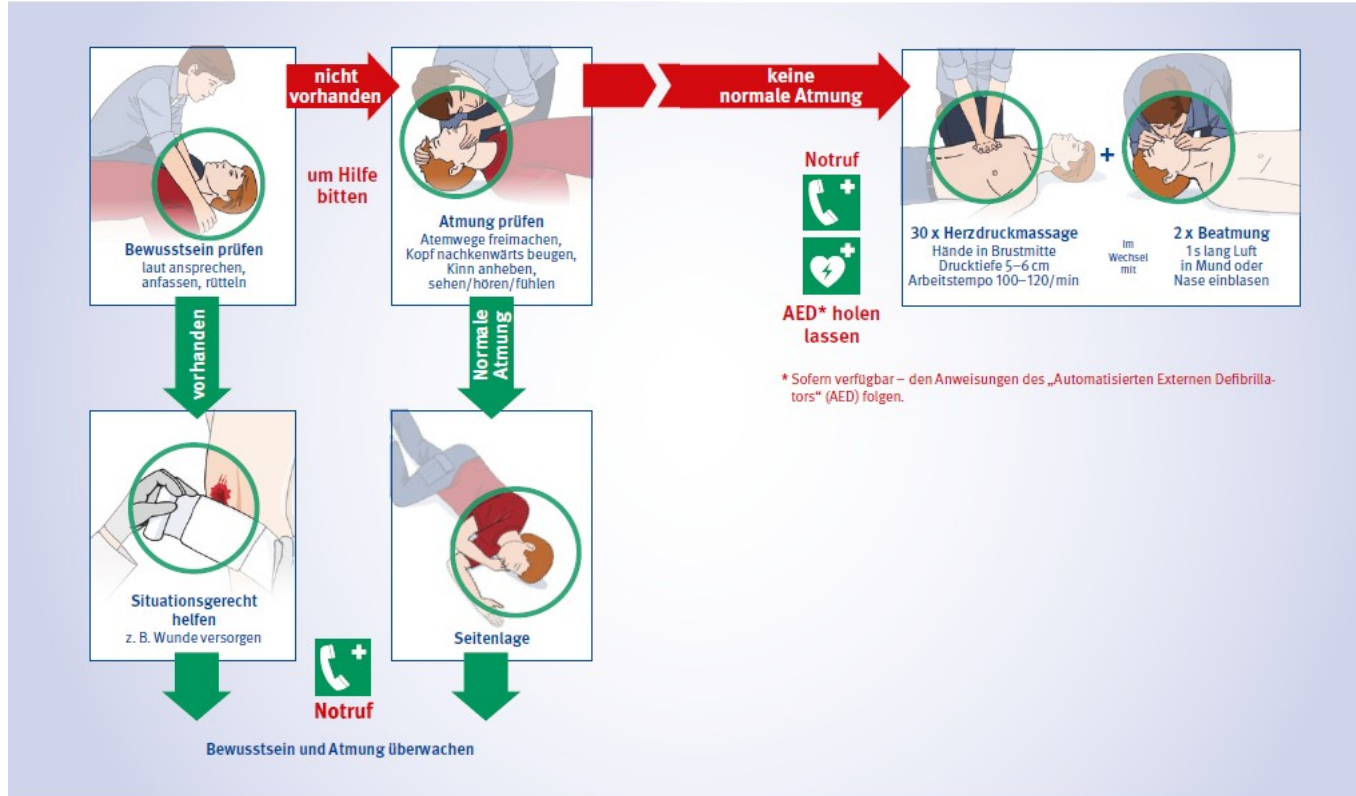 nicht
vorhanden
keine
normale Atmung
um Hilfe
bitten
Bewusstsein prüfen
laut ansprechen,
anfassen, rütteln
Atmung prüfen
Atemwege freimachen,
Kopf nachkenwärts beugen,
Kinn anheben,
sehen/hören/fühlen
Notruf
AED* holen
lassen
30 x Herzdruckmassage
Hände in Brustmitte
Drucktiefe 5–6 cm
Arbeitstempo 100–120/min
+
Im
Wechsel
mit
2 x Beatmung
1 s lang Luft
in Mund oder
Nase einblasen
* Sofern verfügbar – den Anweisungen des „Automatisierten Externen Defibrilla-
tors“ (AED) folgen.
vorhanden
Normale
Atmung
Situationsgerecht
helfen
z. B. Wunde versorgen
Seitenlage
Notruf
Bewusstsein und Atmung überwachen